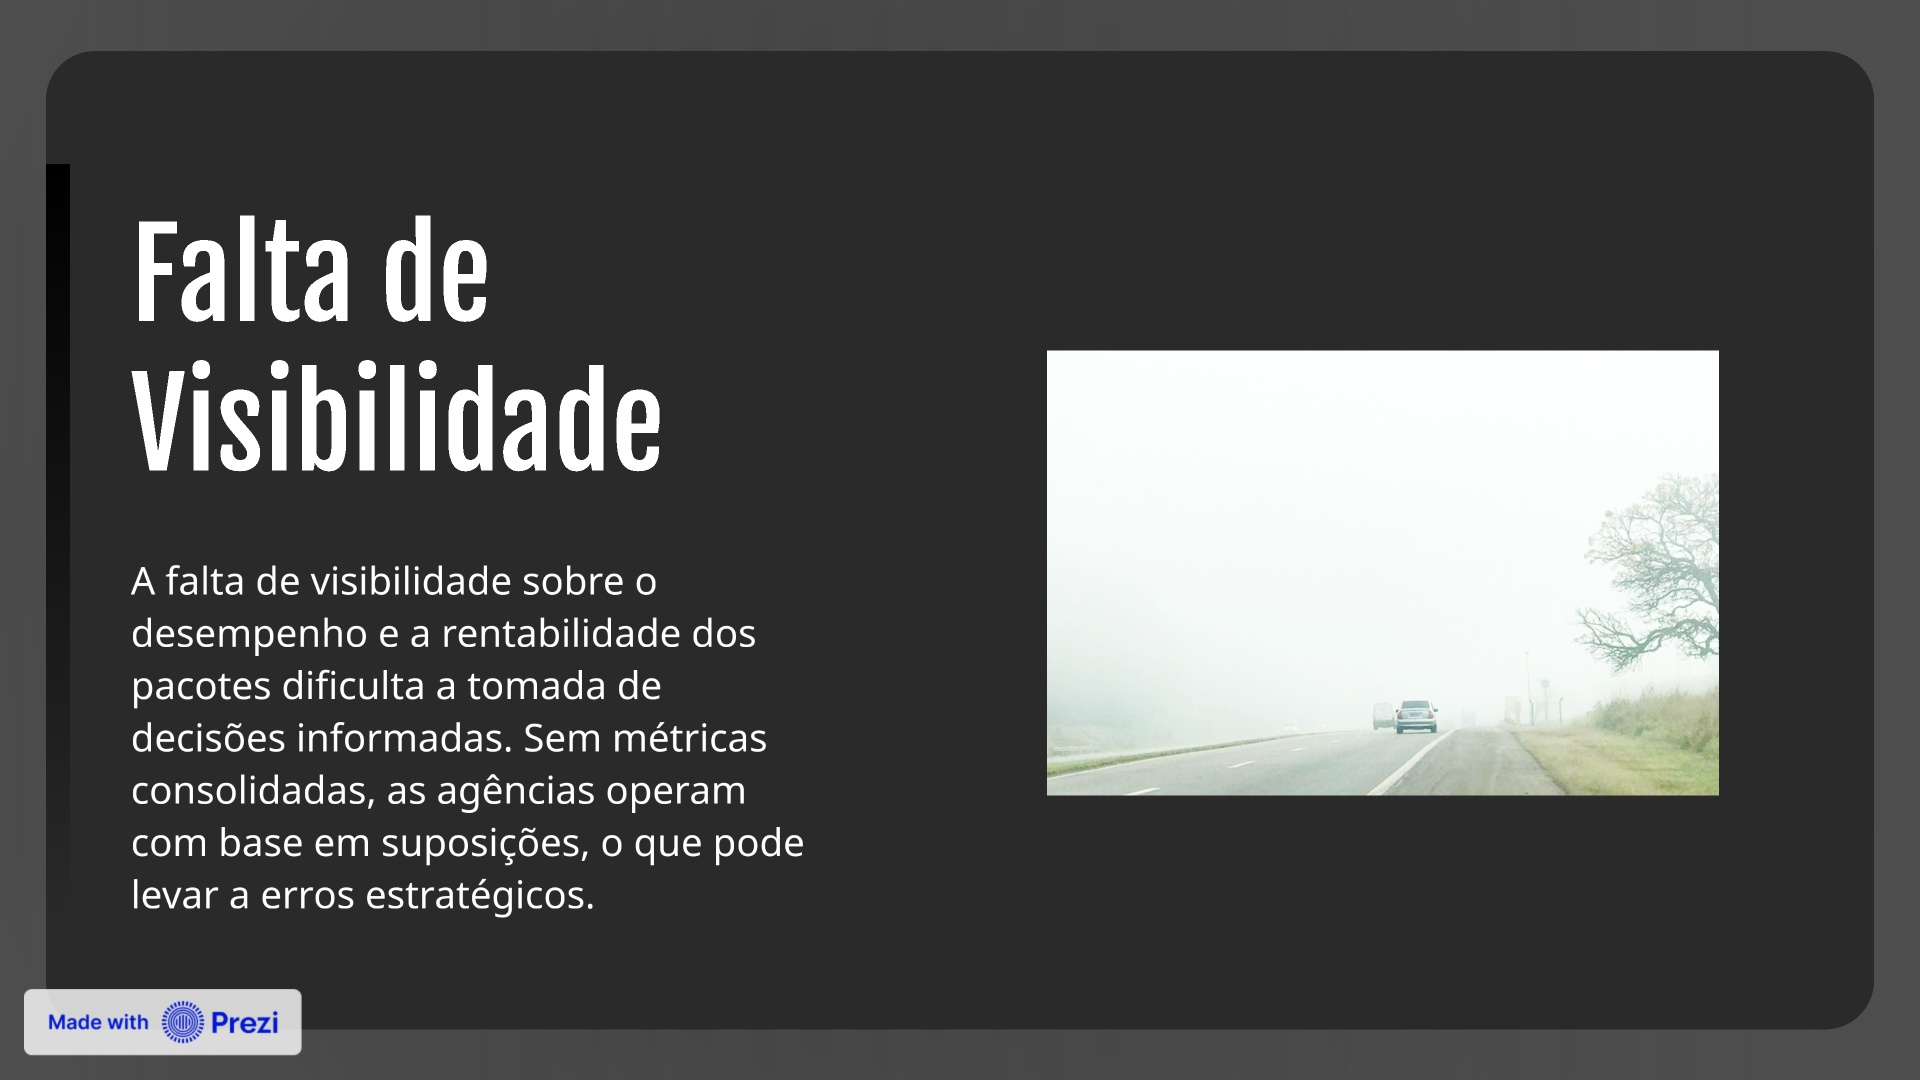 Falta de
Visibilidade
A falta de visibilidade sobre o
desempenho e a rentabilidade dos
pacotes dificulta a tomada de
decisões informadas. Sem métricas
consolidadas, as agências operam
com base em suposições, o que pode
levar a erros estratégicos.
Made with Prezi